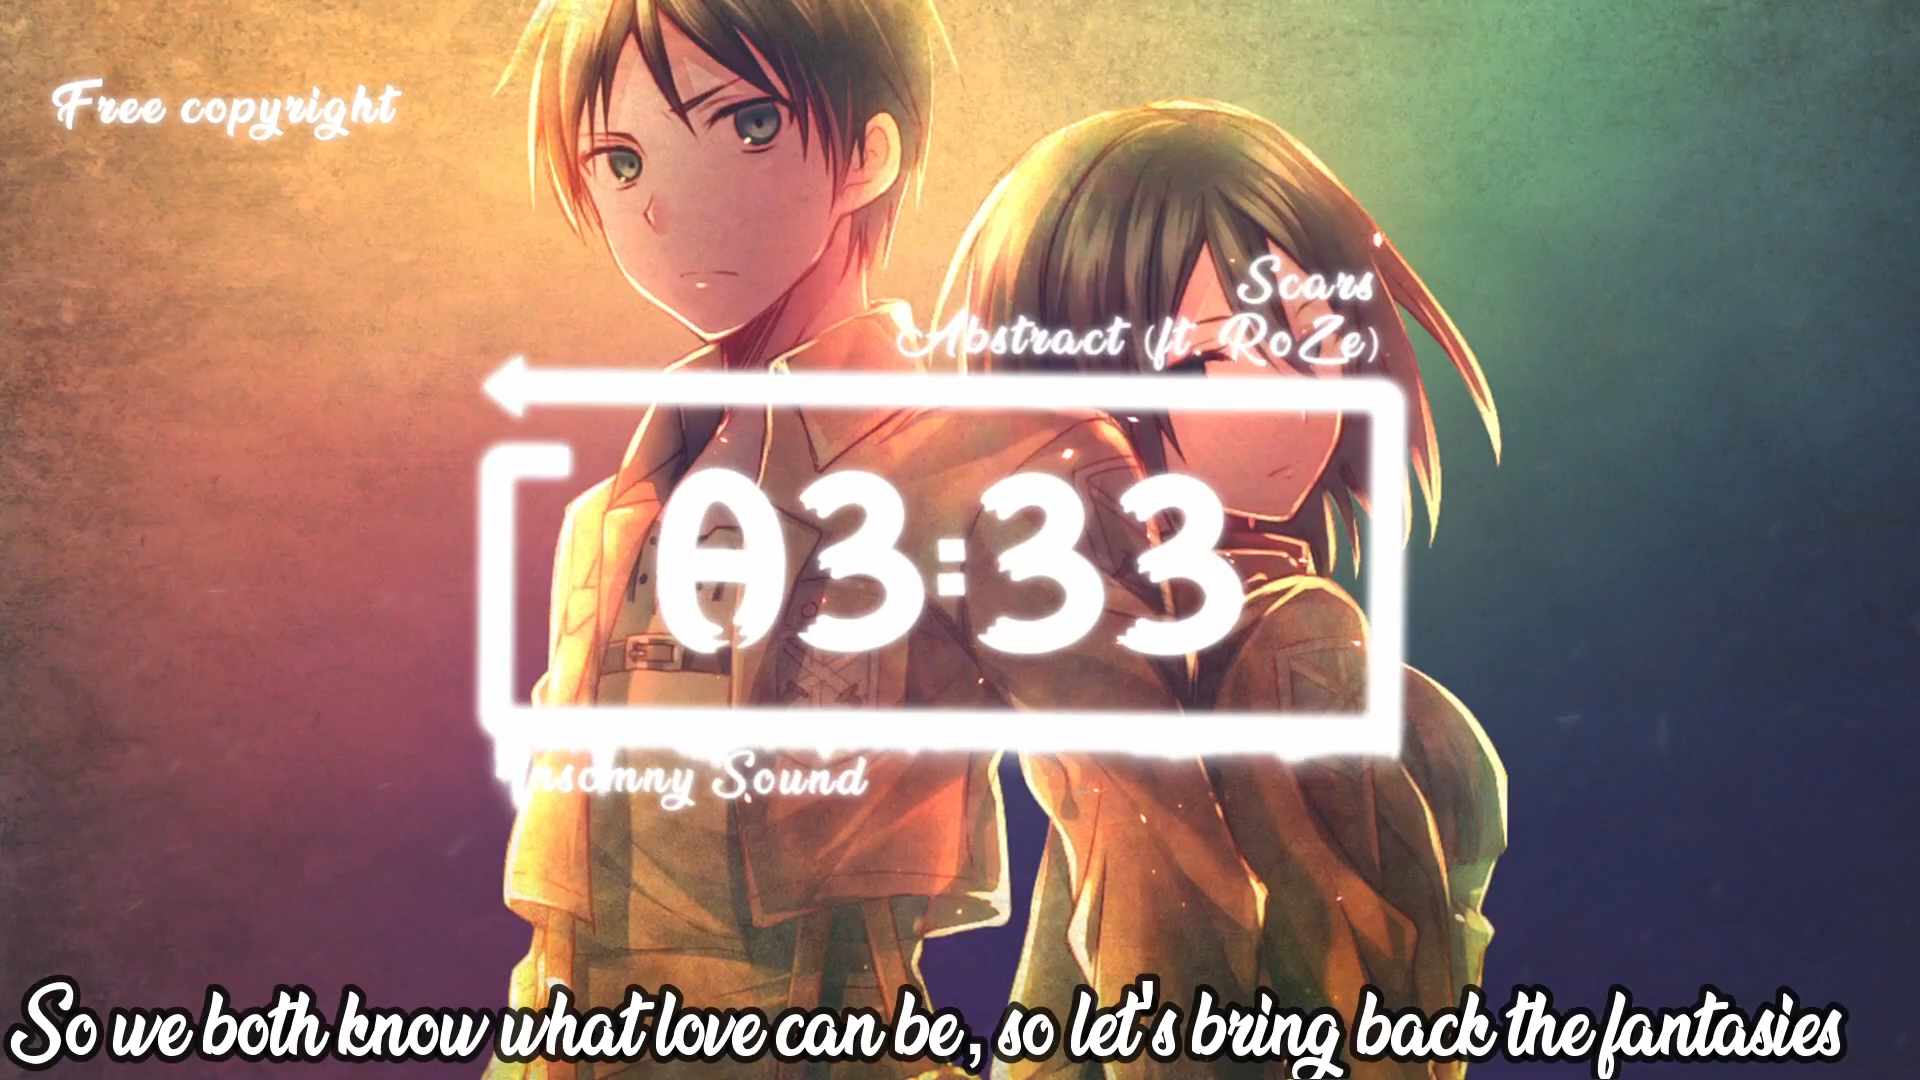 Free copyright
Scars
Abstract (ft. RoZe)
03:33
Insomny Sound
So we both know what love can be, so let's bring back the fantasies